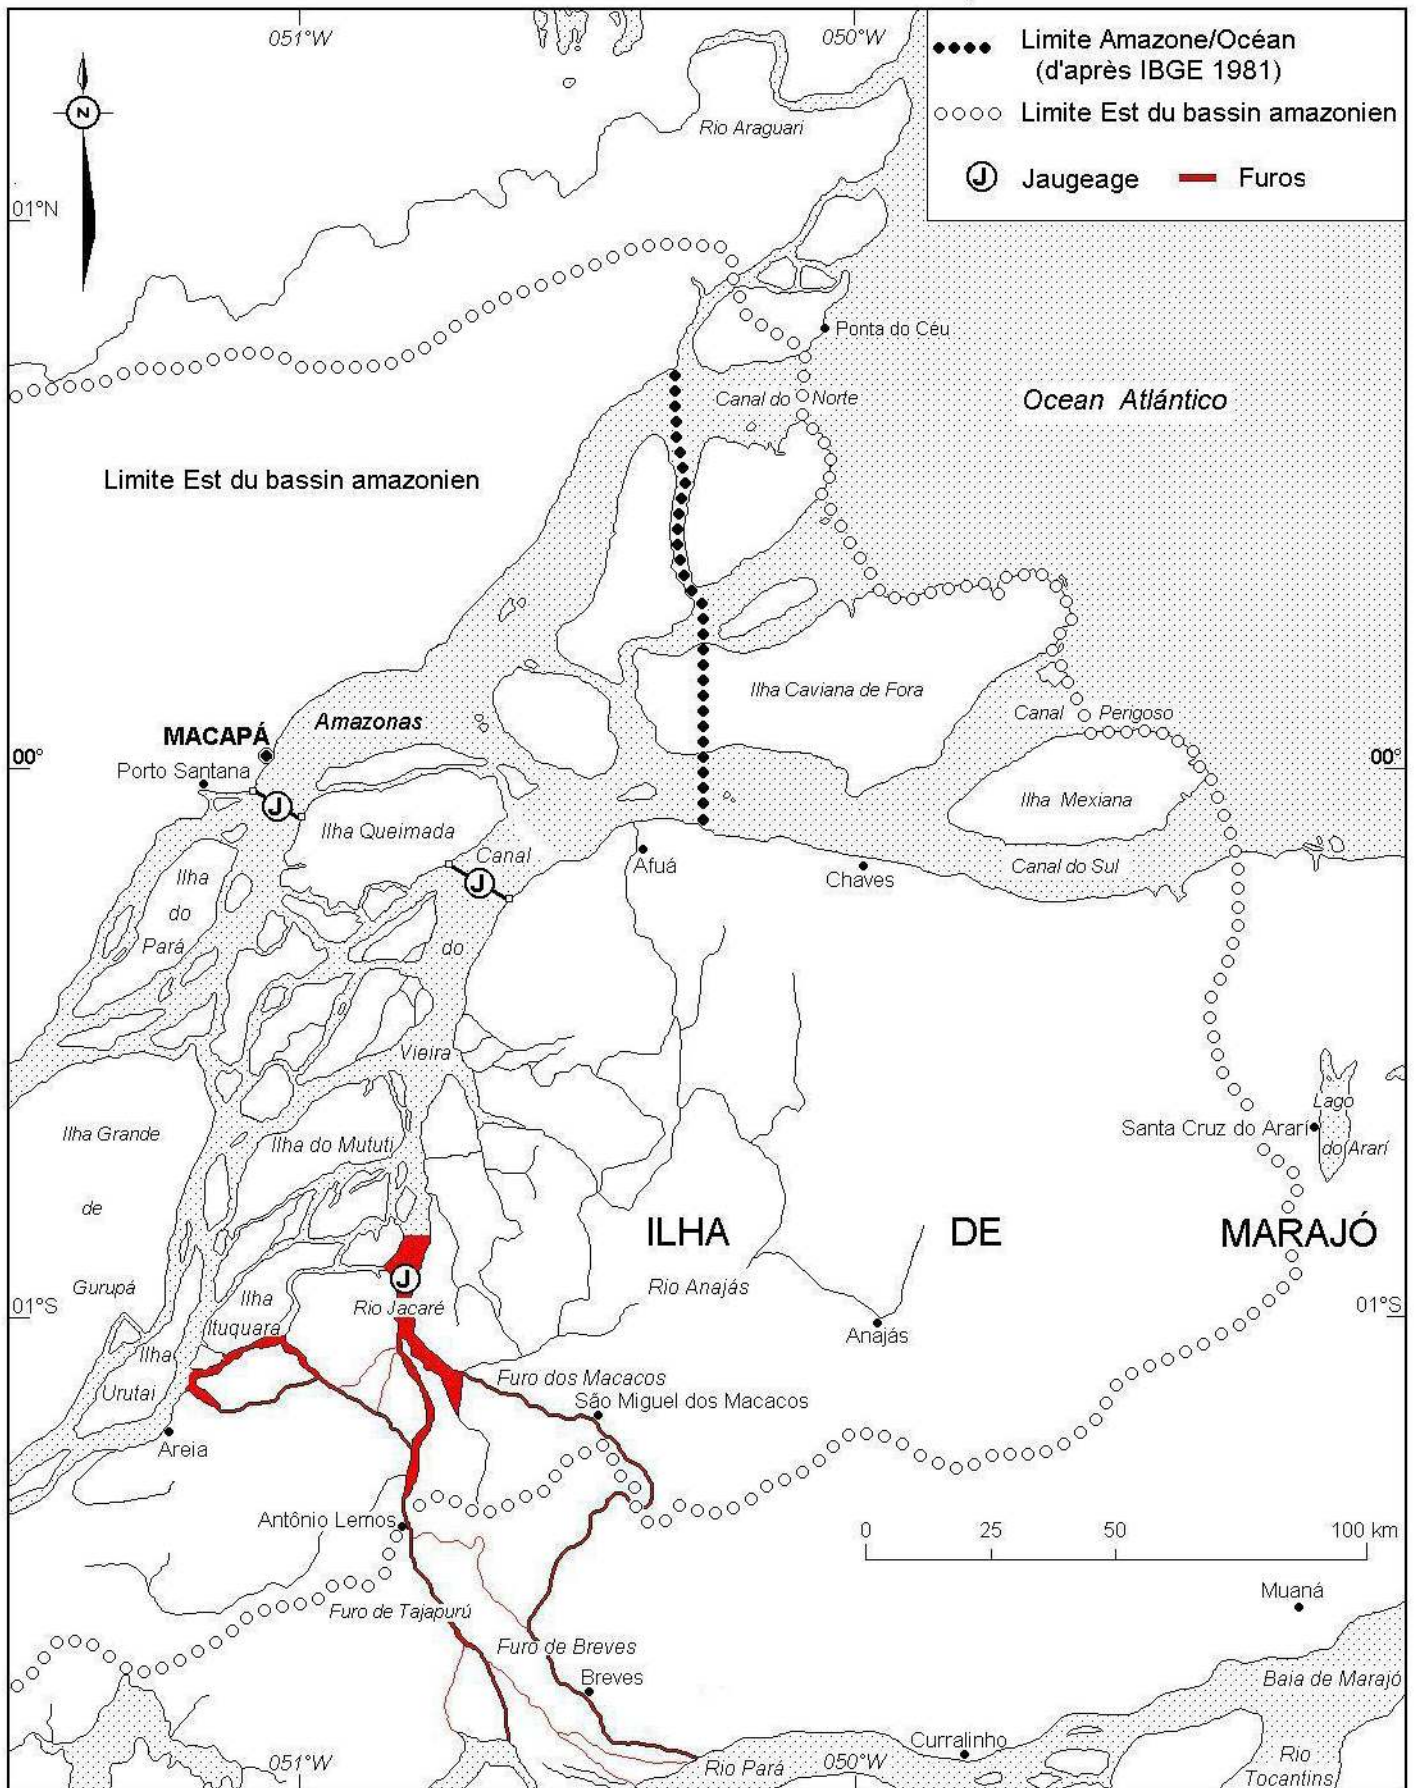 051°W
050°W
Limite Amazone/Océan
(d'après IBGE 1981)
Limite Est du bassin amazonien
J Jaugeage
Furos
N
Rio Araguari
01°N
Ponta do Céu
Canal do Norte
Ocean Atlántico
Limite Est du bassin amazonien
Ilha Caviana de Fora
Canal Perigoso
Amazonas
MACAPÁ
00°
00°
Porto Santana
J
Ilha Queimada
Ilha Mexiana
Canal
Afuá
Chaves
Canal do Sul
J
Ilha
do
Pará
do
Vieira
Lago
do Ararí
Santa Cruz do Ararí
Ilha Grande
de
Gurupá
Ilha do Mututi
ILHA DE MARAJÓ
J
Rio Anajás
Ilha
Ituquara
Rio Jacaré
01°S
01°S
Anajás
Ilha
Urutai
Furo dos Macacos
São Miguel dos Macacos
Areia
Antônio Lemos
0 25 50 100 km
Muaná
Furo de Tajapurú
Furo de Breves
Breves
Baia de Marajó
Curralinho
051°W
Rio Pará
050°W
Rio
Tocantins